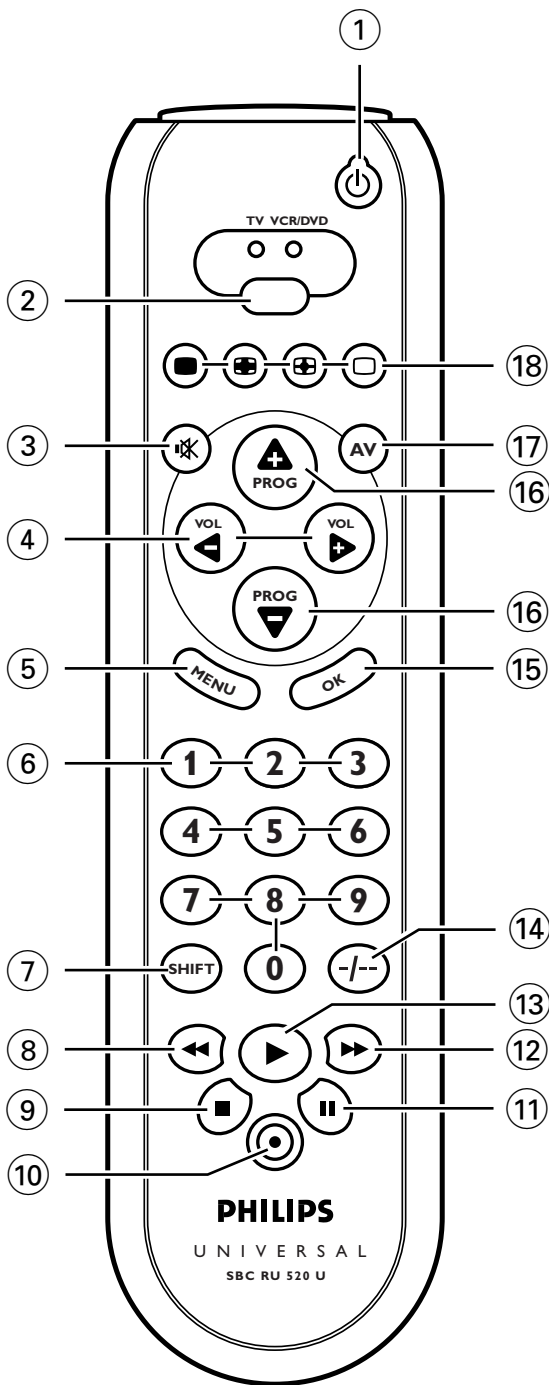 1
TV VCR/DVD
2
18
3
AV
17
PROG
16
4
VOL
VOL
PROG
16
5
MENU
OK
15
6
1 2 3
4 5 6
7 8 9
14
7
SHIFT
0
-/--
13
8
12
9
11
10
PHILIPS
UNIVERSAL
SBC RU 520 U